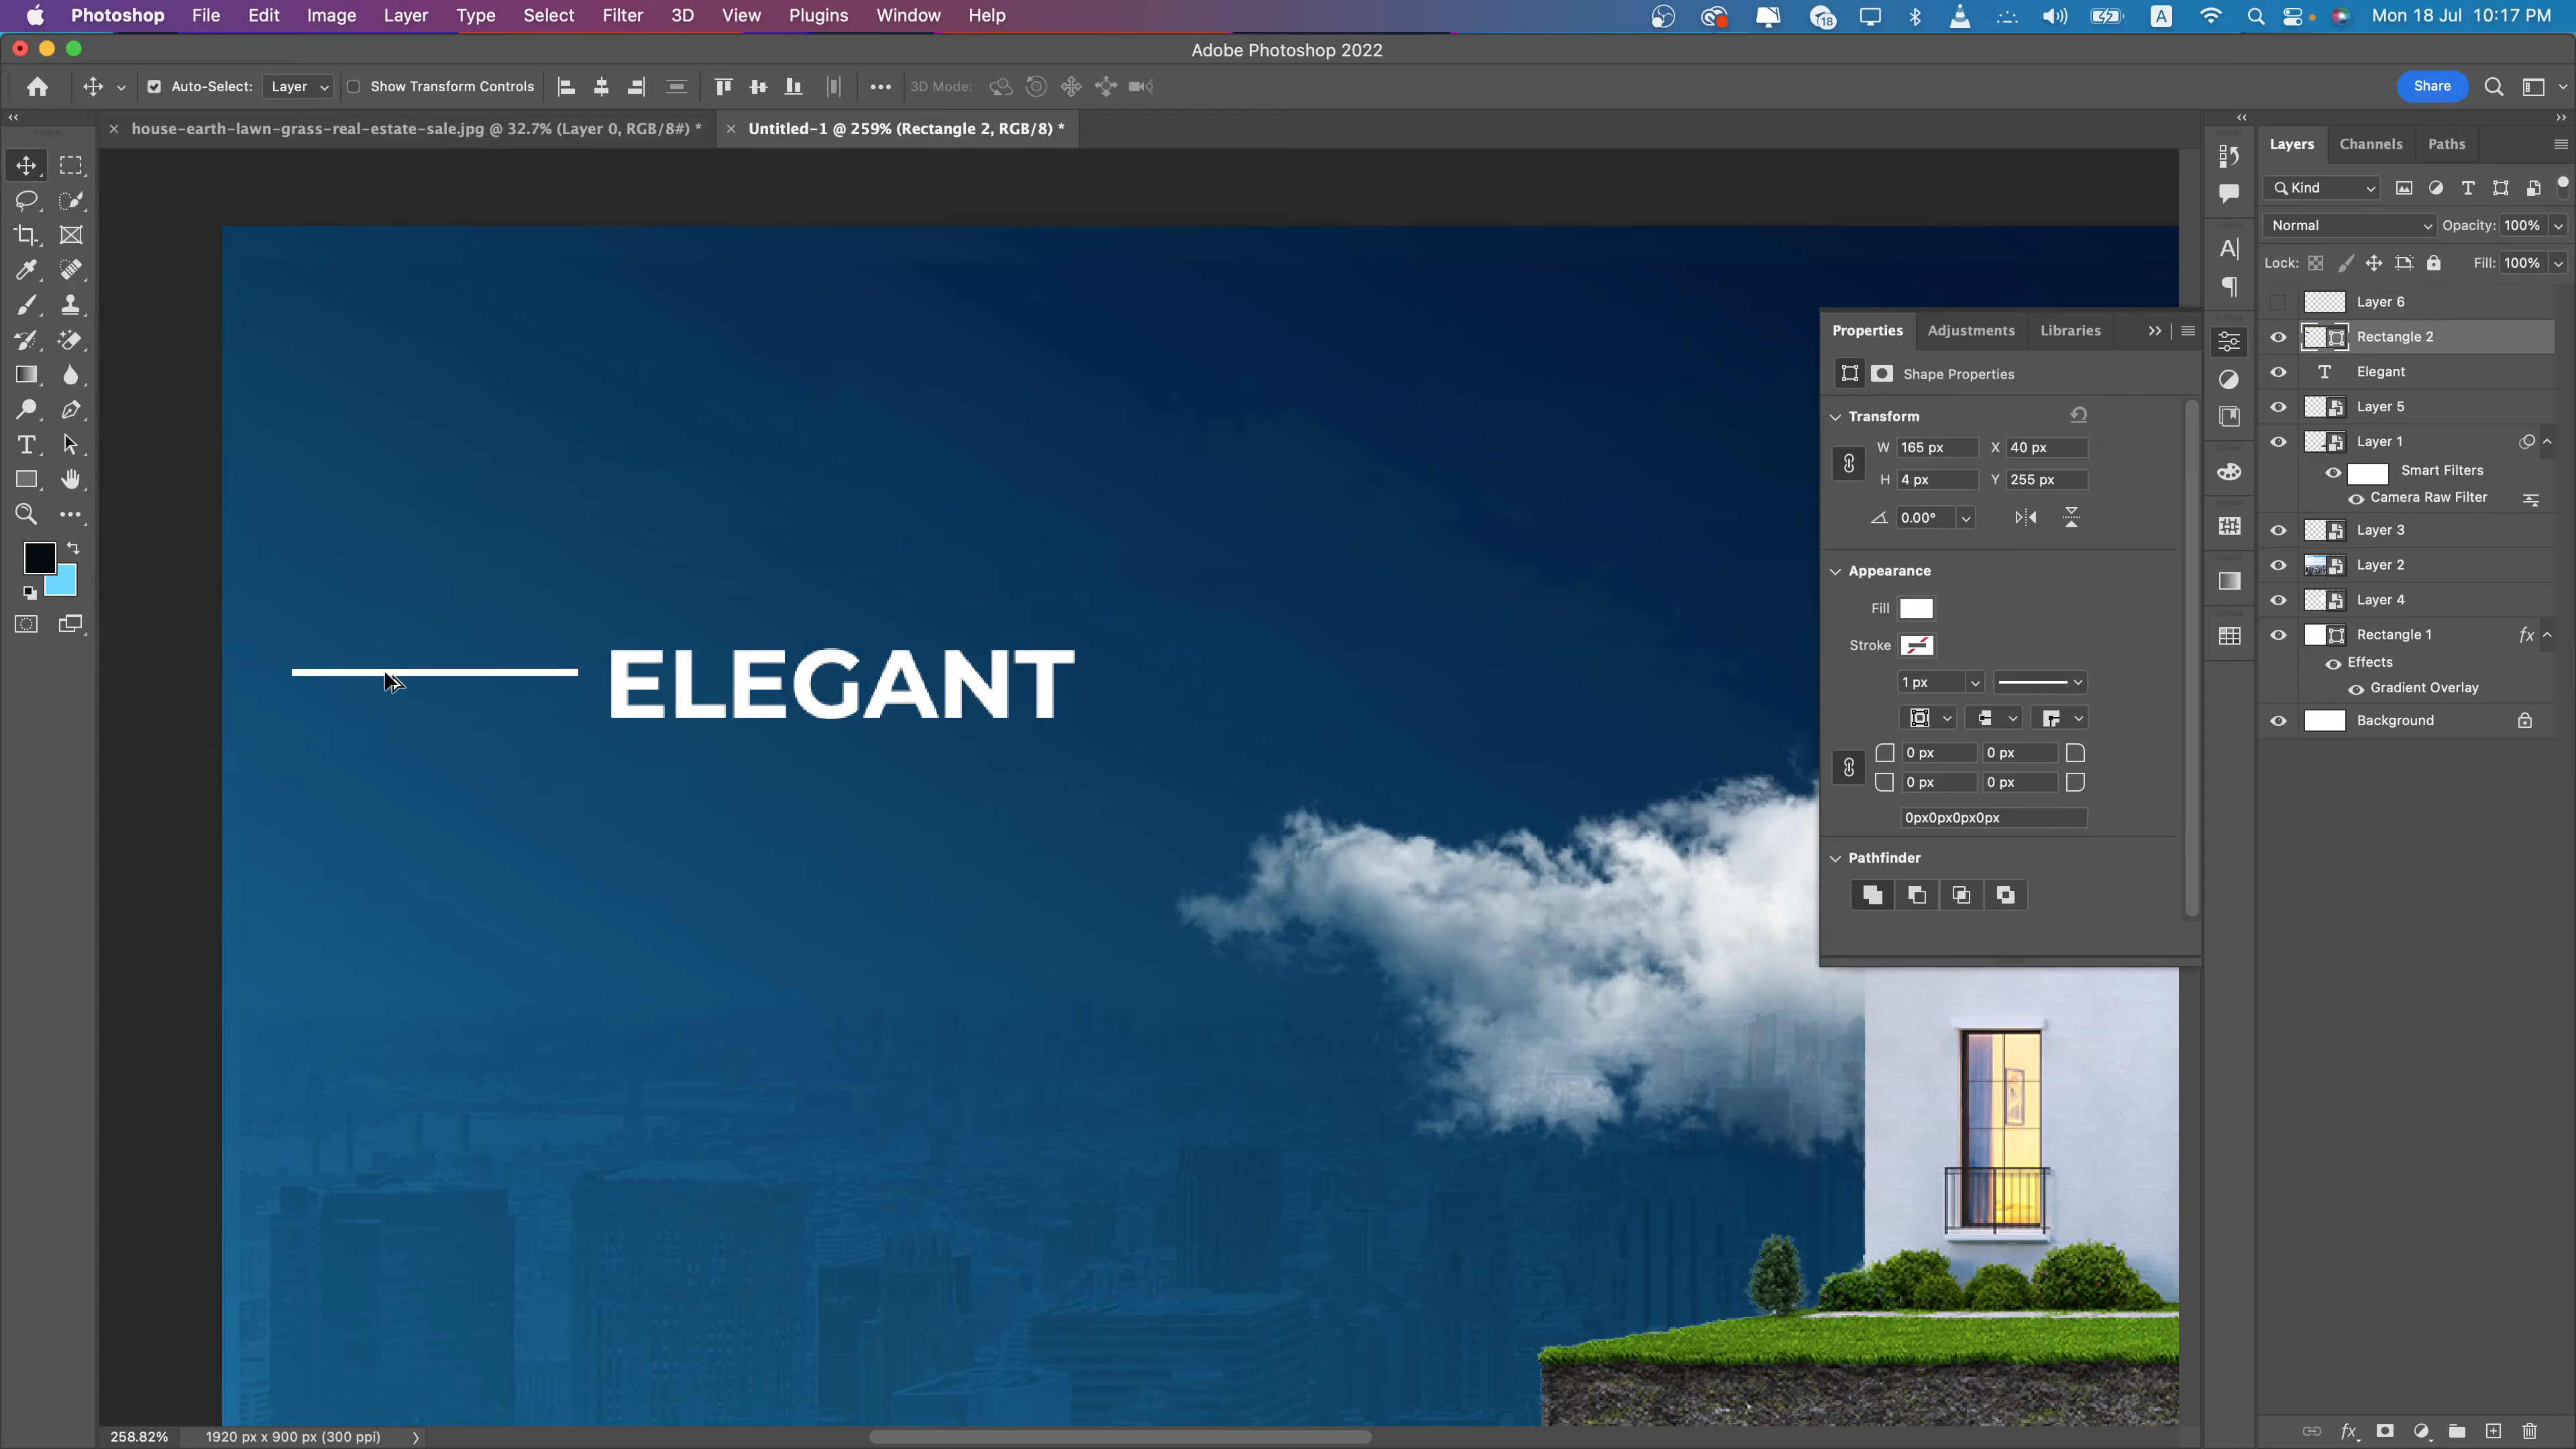 Photoshop File Edit Image Layer Type Select Filter 3D View Plugins Window Help 18 A Mon 18 Jul 10:17 PM
Adobe Photoshop 2022
Auto-Select: Layer Show Transform Controls 3D Mode: Share
house-earth-lawn-grass-real-estate-sale.jpg @ 32.7% (Layer 0, RGB/8#) * Untitled-1 @ 259% (Rectangle 2, RGB/8) *
Layers Channels Paths
Kind
Normal Opacity: 100%
Lock: Fill: 100%
Layer 6
Rectangle 2
Elegant
Layer 5
Layer 1
Smart Filters
Camera Raw Filter
Layer 3
Layer 2
Layer 4
Rectangle 1 fx
Effects
Gradient Overlay
Background
Properties Adjustments Libraries
Shape Properties
Transform
W 165 px X 40 px
H 4 px Y 255 px
0.00°
Appearance
Fill
Stroke
1 px
0 px 0 px
0 px 0 px
0px0px0px0px
Pathfinder
ELEGANT
258.82% 1920 px x 900 px (300 ppi)
fx